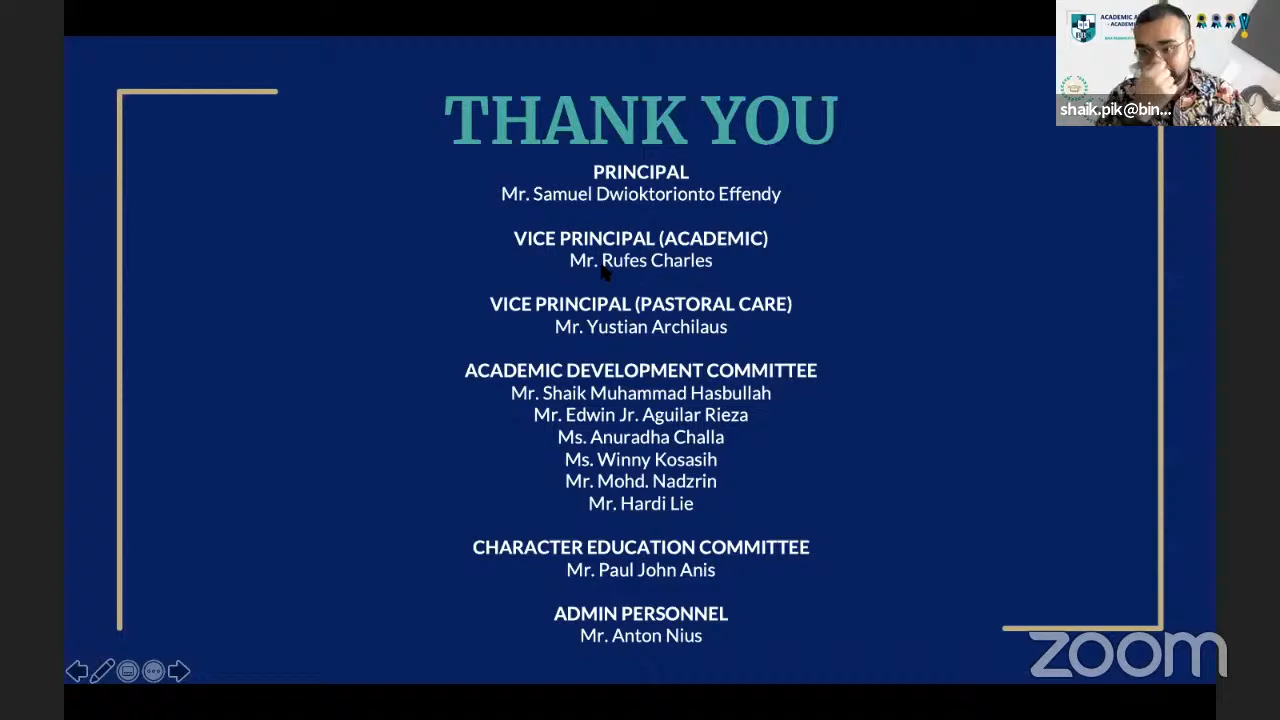 THANK YOU
PRINCIPAL
Mr. Samuel Dwioktorionto Effendy
VICE PRINCIPAL (ACADEMIC)
Mr. Rufes Charles
VICE PRINCIPAL (PASTORAL CARE)
Mr. Yustian Archilaus
ACADEMIC DEVELOPMENT COMMITTEE
Mr. Shaik Muhammad Hasbullah
Mr. Edwin Jr. Aguilar Rieza
Ms. Anuradha Challa
Ms. Winny Kosasih
Mr. Mohd. Nadzrin
Mr. Hardi Lie
CHARACTER EDUCATION COMMITTEE
Mr. Paul John Anis
ADMIN PERSONNEL
Mr. Anton Nius
ACADEMIC
shaik.pik@bin...
zoom